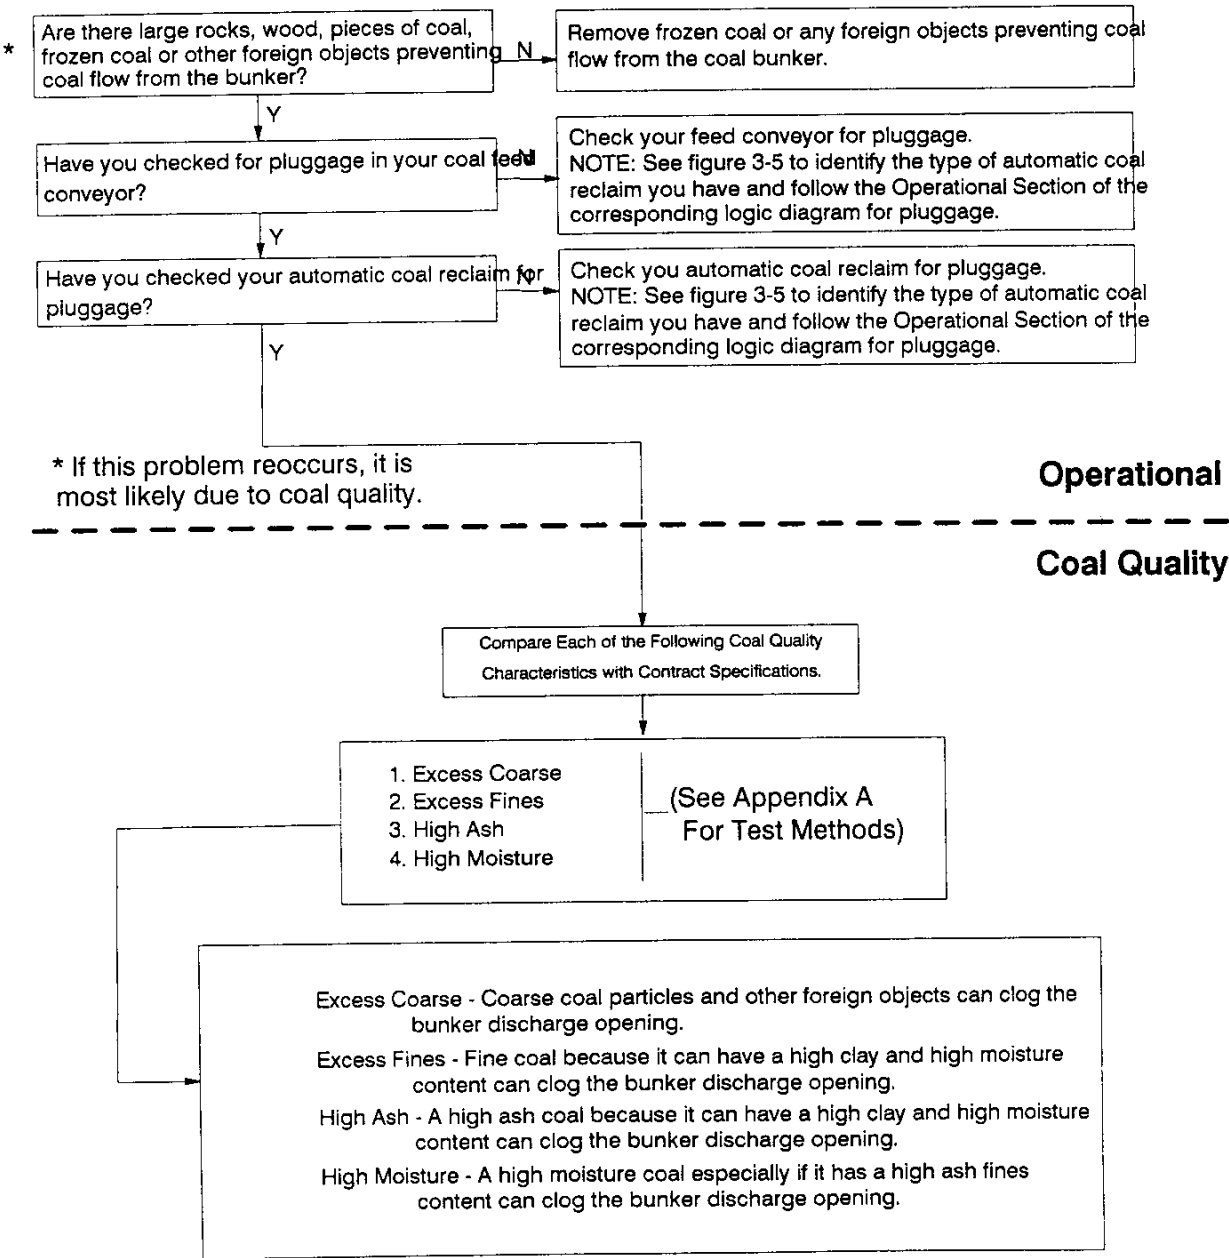 Are there large rocks, wood, pieces of coal,
* frozen coal or other foreign objects preventing
coal flow from the bunker?
N
Remove frozen coal or any foreign objects preventing coal
flow from the coal bunker.
Y
Have you checked for pluggage in your coal feed
conveyor?
N
Check your feed conveyor for pluggage.
NOTE: See figure 3-5 to identify the type of automatic coal
reclaim you have and follow the Operational Section of the
corresponding logic diagram for pluggage.
Y
Have you checked your automatic coal reclaim for
pluggage?
N
Check you automatic coal reclaim for pluggage.
NOTE: See figure 3-5 to identify the type of automatic coal
reclaim you have and follow the Operational Section of the
corresponding logic diagram for pluggage.
Y
* If this problem reoccurs, it is
most likely due to coal quality.
Operational
Coal Quality
Compare Each of the Following Coal Quality
Characteristics with Contract Specifications.
1. Excess Coarse
2. Excess Fines
3. High Ash
4. High Moisture
(See Appendix A
For Test Methods)
Excess Coarse - Coarse coal particles and other foreign objects can clog the
bunker discharge opening.
Excess Fines - Fine coal because it can have a high clay and high moisture
content can clog the bunker discharge opening.
High Ash - A high ash coal because it can have a high clay and high moisture
content can clog the bunker discharge opening.
High Moisture - A high moisture coal especially if it has a high ash fines
content can clog the bunker discharge opening.